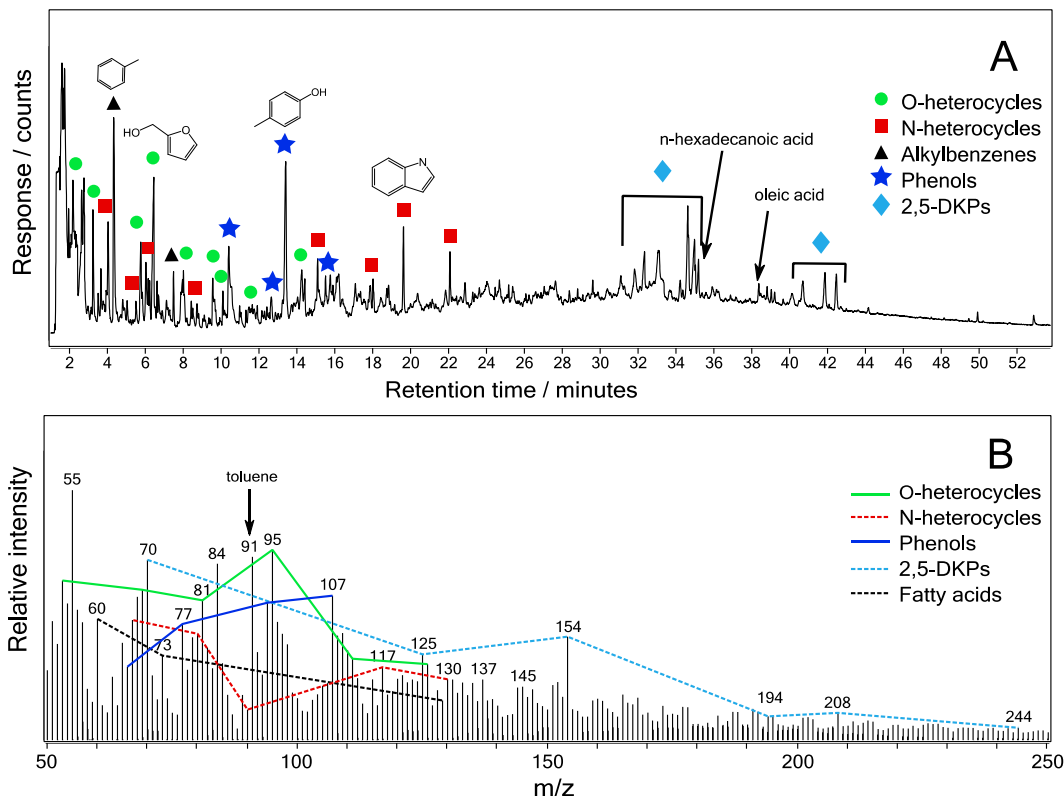 A
Response / counts
O-heterocycles
N-heterocycles
Alkylbenzenes
Phenols
2,5-DKPs
HO
O
OH
N
n-hexadecanoic acid
oleic acid
2 4 6 8 10 12 14 16 18 20 22 24 26 28 30 32 34 36 38 40 42 44 46 48 50 52
Retention time / minutes
B
Relative intensity
toluene
O-heterocycles
N-heterocycles
Phenols
2,5-DKPs
Fatty acids
55
70
84
91
95
81
107
60
77
73
117
125
130
137
145
154
194
208
244
50 100 150 200 250
m/z